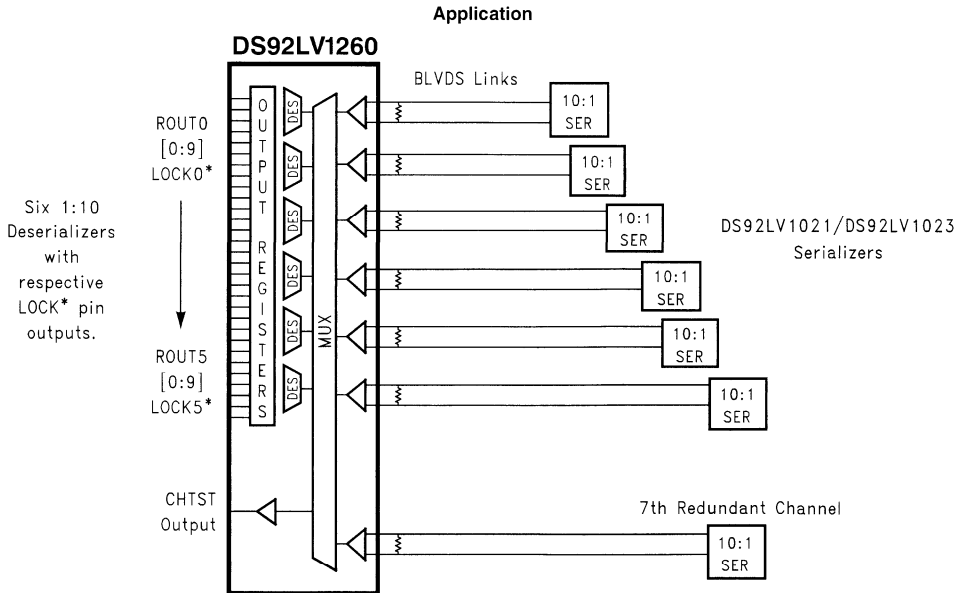 Application
DS92LV1260
BLVDS Links
10:1
SER
10:1
SER
10:1
SER
10:1
SER
10:1
SER
10:1
SER
7th Redundant Channel
10:1
SER
DS92LV1021/DS92LV1023
Serializers
ROUT0
[0:9]
LOCK0*
Six 1:10
Deserializers
with
respective
LOCK* pin
outputs.
ROUT5
[0:9]
LOCK5*
CHTST
Output
OUTPUT REGISTERS
DES
DES
DES
DES
DES
DES
MUX